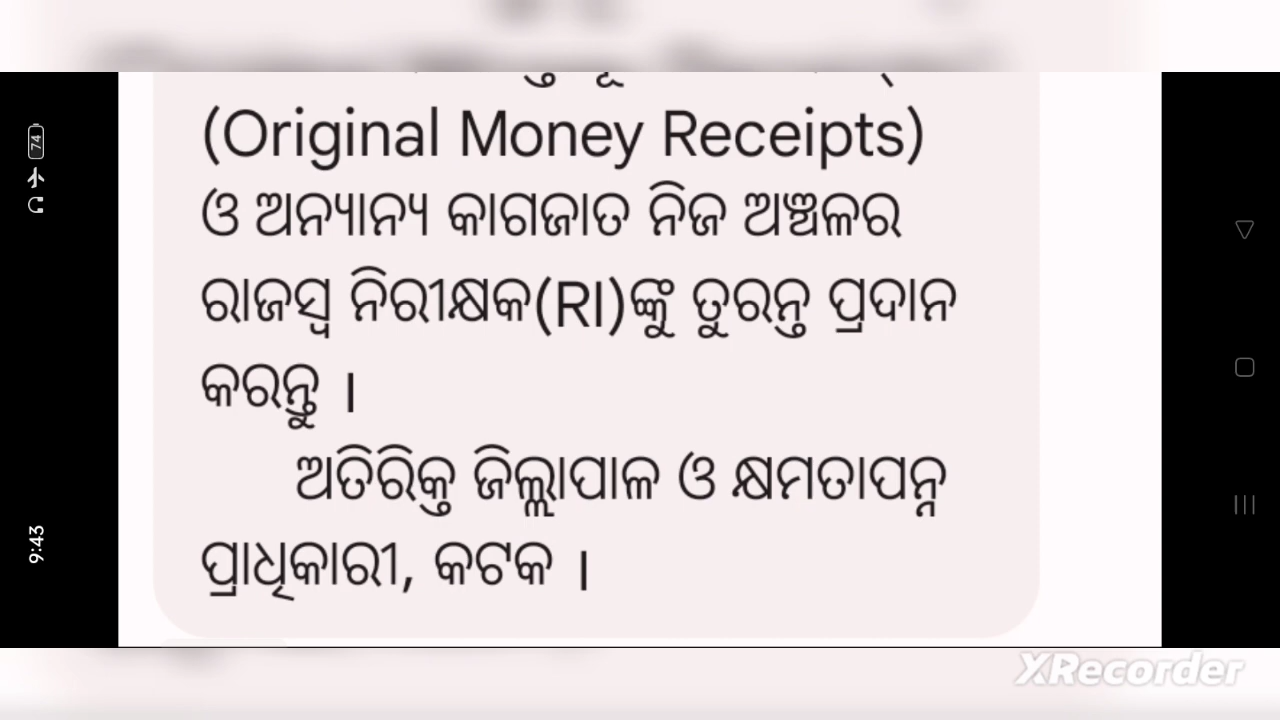 (Original Money Receipts)
ଓ ଅନ୍ୟାନ୍ୟ କାଗଜାତ ନିଜ ଅଞ୍ଚଳର
ରାଜସ୍ୱ ନିରୀକ୍ଷକ(RI)ଙ୍କୁ ତୁରନ୍ତ ପ୍ରଦାନ
କରନ୍ତୁ ।
ଅତିରିକ୍ତ ଜିଲ୍ଲାପାଳ ଓ କ୍ଷମତାପନ୍ନ
ପ୍ରାଧିକାରୀ, କଟକ ।
74
9:43
XRecorder